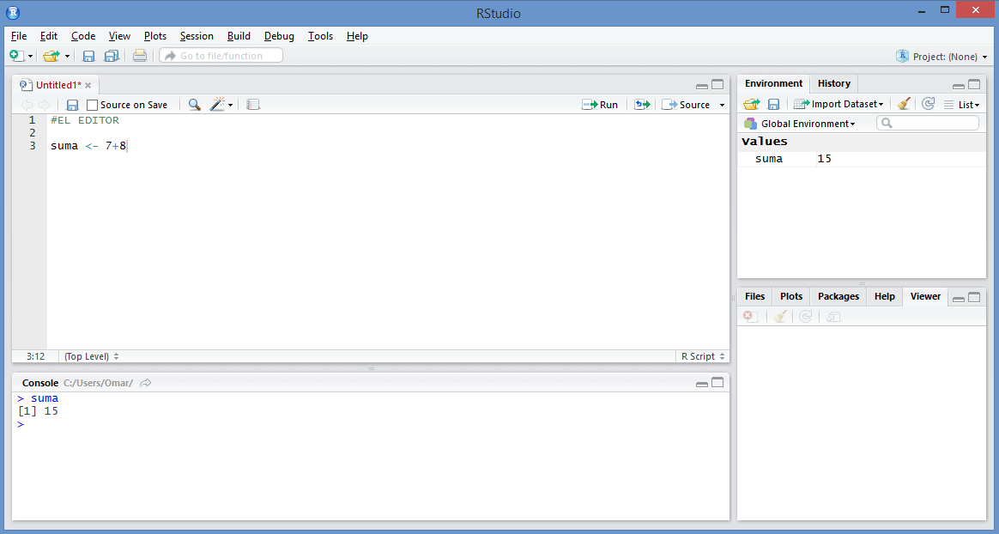 RStudio
File Edit Code View Plots Session Build Debug Tools Help
Go to file/function Project: (None)
Untitled1*
Source on Save Run Source
1 #EL EDITOR
2
3 suma <- 7+8
3:12 (Top Level) R Script
Console C:/Users/Omar/
> suma
[1] 15
>
Environment History
Import Dataset List
Global Environment
Values
suma 15
Files Plots Packages Help Viewer